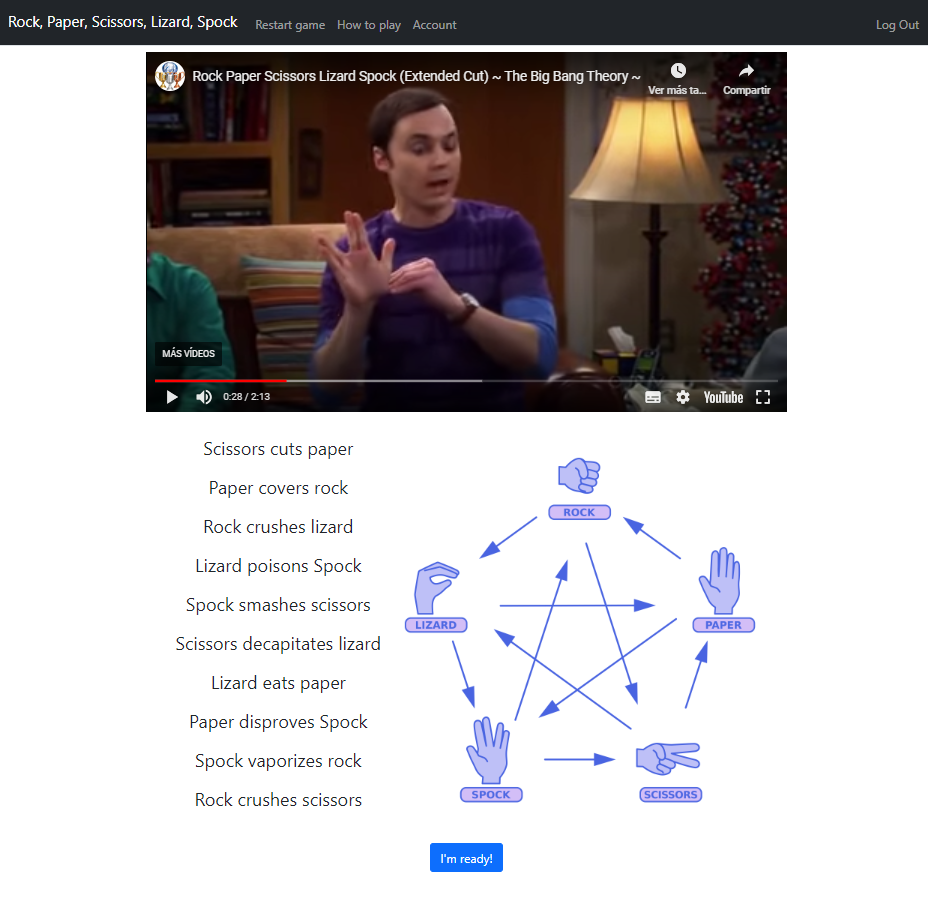 Rock, Paper, Scissors, Lizard, Spock Restart game How to play Account Log Out
Rock Paper Scissors Lizard Spock (Extended Cut) ~ The Big Bang Theory ~
Ver más ta... Compartir
MÁS VÍDEOS
0:28 / 2:13 YouTube
Scissors cuts paper
Paper covers rock
Rock crushes lizard
Lizard poisons Spock
Spock smashes scissors
Scissors decapitates lizard
Lizard eats paper
Paper disproves Spock
Spock vaporizes rock
Rock crushes scissors
ROCK
LIZARD
PAPER
SPOCK
SCISSORS
I'm ready!